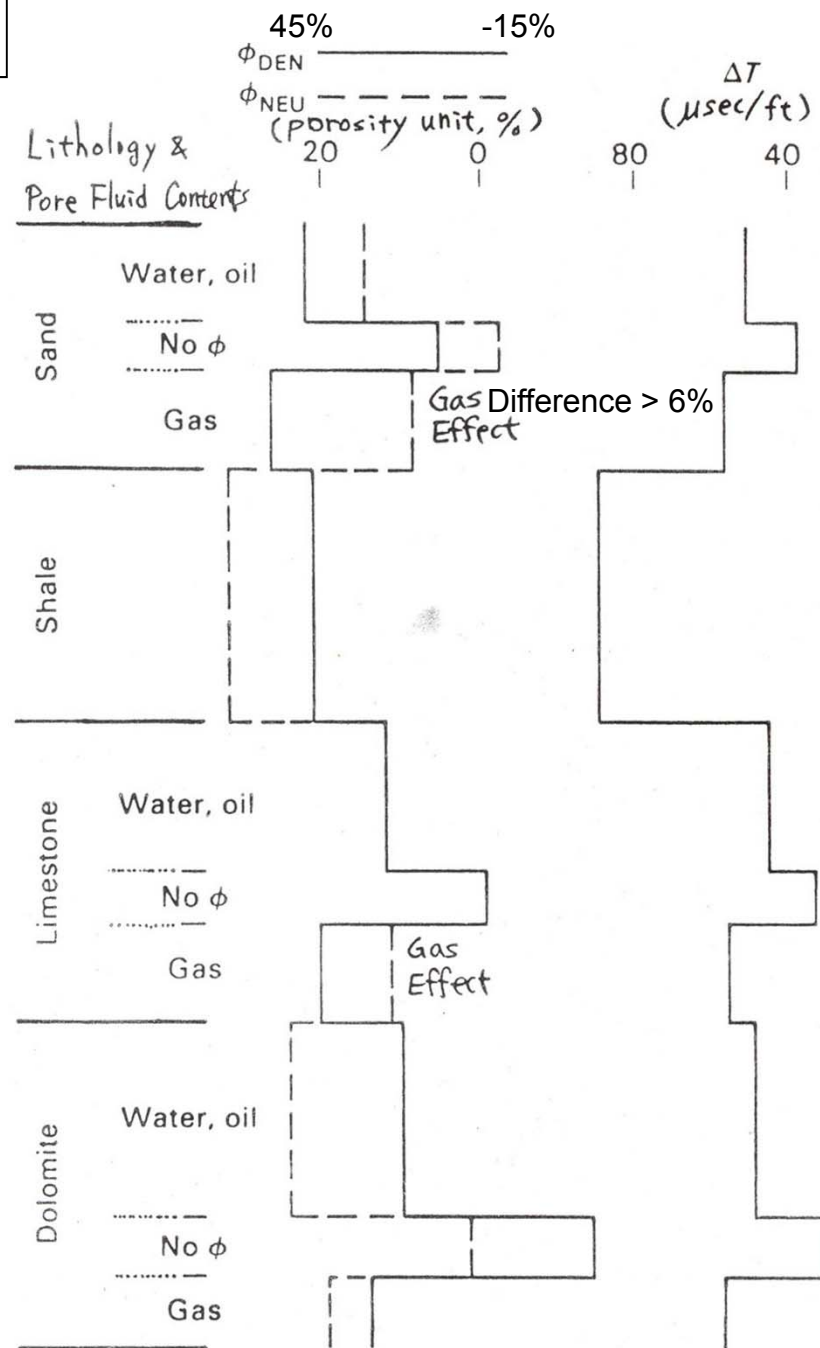 45% -15%
ϕDEN
ϕNEU
(porosity unit, %)
20 0
ΔT
(μsec/ft)
80 40
Lithology &
Pore Fluid Contents
Sand
Water, oil
No ϕ
Gas
Gas Difference > 6%
Effect
Shale
Limestone
Water, oil
No ϕ
Gas
Gas
Effect
Dolomite
Water, oil
No ϕ
Gas